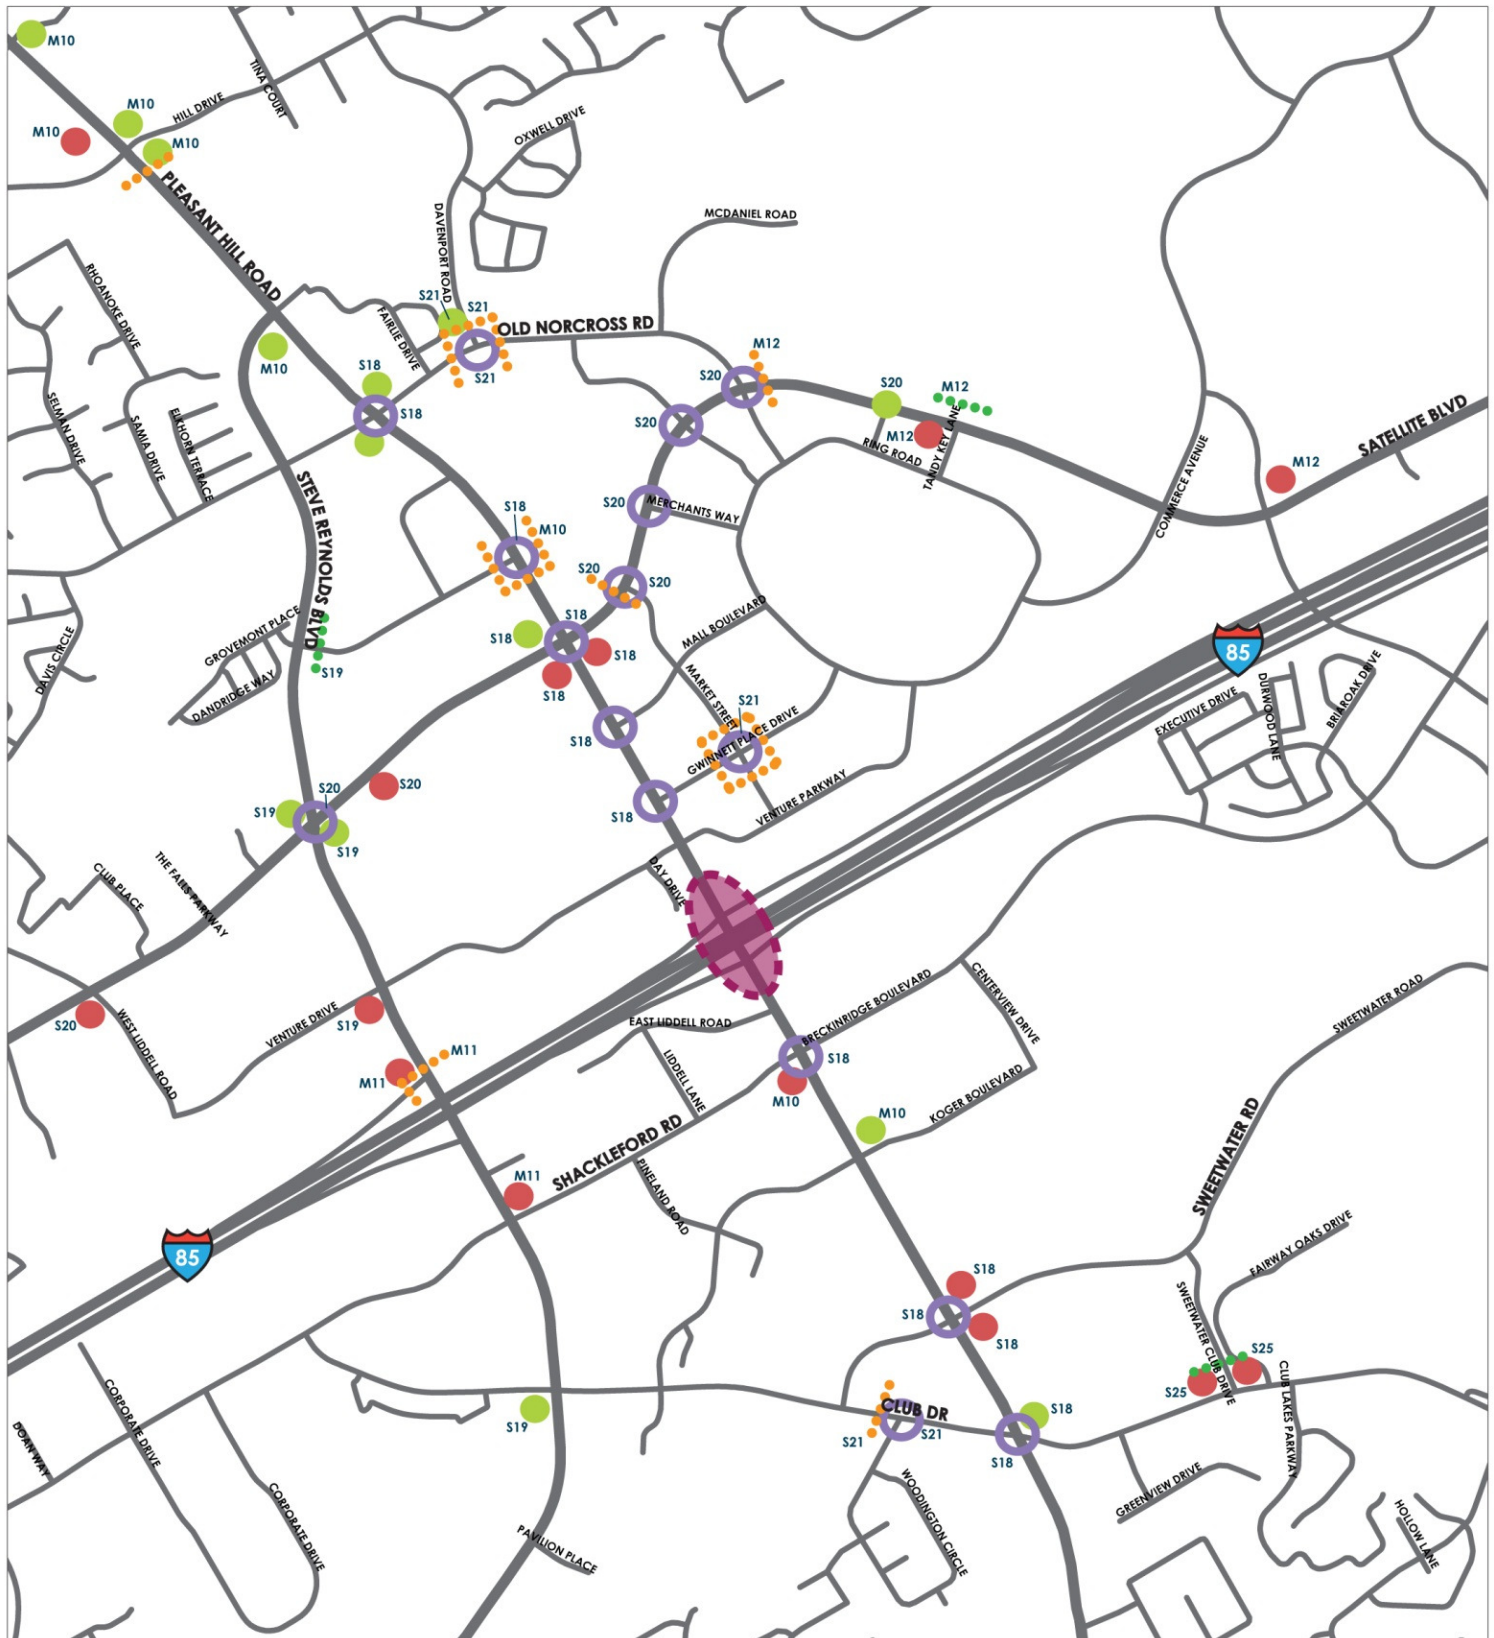 M10
M10
M10
M10
HILL DRIVE
TINA COURT
OXWELL DRIVE
PLEASANT HILL ROAD
DAVENPORT ROAD
MCDANIEL ROAD
RHOANOKE DRIVE
S21
S21
OLD NORCROSS RD
FAIRLIE DRIVE
S21
M10
S18
S18
M12
S20
S20
M12
S20
M12
RING ROAD
TANDY KEY LANE
SATELLITE BLVD
M12
COMMERCE AVENUE
SELMAN DRIVE
SAMIA DRIVE
ELKHORN TERRACE
STEVE REYNOLDS BLVD
S18
M10
S20
MERCHANTS WAY
S20
S20
S18
S18
S18
S18
MALL BOULEVARD
GROVEMONT PLACE
DAVIS CIRCLE
DANDRIDGE WAY
S19
MARKET STREET
S21
GWINNETT PLACE DRIVE
S18
S18
VENTURE PARKWAY
85
EXECUTIVE DRIVE
DURWOOD LANE
BRIAROAK DRIVE
S20
S20
S19
S19
CLUB PLACE
THE FALLS PARKWAY
DAY DRIVE
S20
WEST LIDDELL ROAD
VENTURE DRIVE
S19
M11
M11
EAST LIDDELL ROAD
LIDDELL LANE
BRECKINRIDGE BOULEVARD
CENTERVIEW DRIVE
SWEETWATER ROAD
S18
M10
M10
KOGER BOULEVARD
SHACKLEFORD RD
M11
PINELAND ROAD
SWEETWATER RD
85
FAIRWAY OAKS DRIVE
S18
S18
S18
SWEETWATER CLUB DRIVE
S25
S25
CLUB LAKES PARKWAY
CORPORATE DRIVE
S19
CLUB DR
S21
S21
S18
S18
DOAN WAY
CORPORATE DRIVE
WOODINGTON CIRCLE
GREENVIEW DRIVE
HOLLOW LANE
PAVILION PLACE